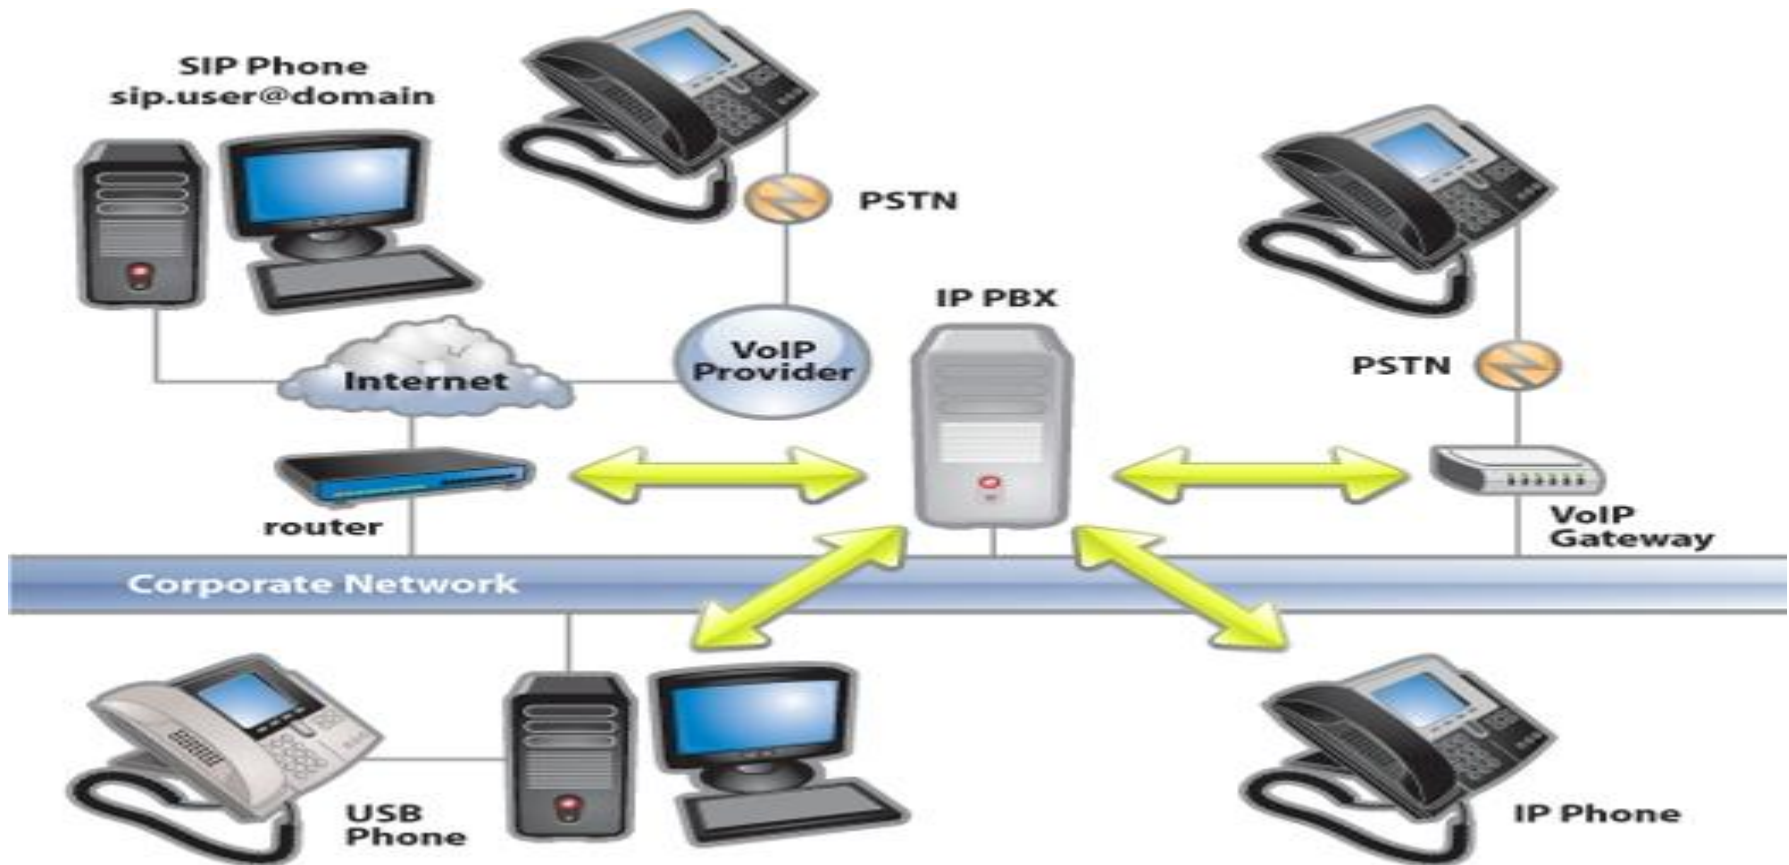 SIP Phone
sip.user@domain
PSTN
IP PBX
VoIP
Provider
Internet
PSTN
router
VoIP
Gateway
Corporate Network
USB
Phone
IP Phone